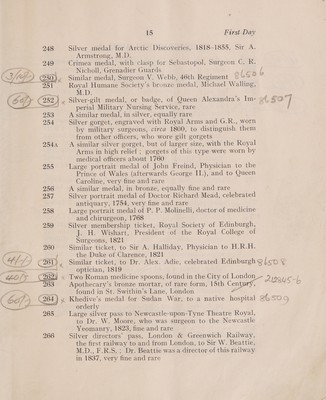 15 First Day
248 Silver medal for Arctic Discoveries, 1818-1855, Sir A.
Armstrong, M.D.
249 Crimea medal, with clasp for Sebastopol, Surgeon C. R.
Nicholl, Grenadier Guards
250 Similar medal, Surgeon V. Webb, 40th Regiment 86506
251 Royal Humane Society's bronze medal, Michael Walling,
M.D.
60/- 252 Silver-gilt medal, or badge, of Queen Alexandra's Im- 86507
perial Military Nursing Service, rare
253 A similar medal, in silver, equally rare
254 Silver gorget, engraved with Royal Arms and G.R., worn
by military surgeons, circa 1800, to distinguish them
from other officers, who wore gilt gorgets
254A A similar silver gorget, but of larger size, with the Royal
Arms in high relief; gorgets of this type were worn by
medical officers about 1760
255 Large portrait medal of John Freind, Physician to the
Prince of Wales (afterwards George II.), and to Queen
Caroline, very fine and rare
256 A similar medal, in bronze, equally fine and rare
257 Silver portrait medal of Doctor Richard Mead, celebrated
antiquary, 1754, very fine and rare
258 Large portrait medal of P. P. Molinelli, doctor of medicine
and chirurgeon, 1768
259 Silver membership ticket, Royal Society of Edinburgh,
J. H. Wishart, President of the Royal College of
Surgeons, 1821
260 Similar ticket, to Sir A. Halliday, Physician to H.R.H.
the Duke of Clarence, 1821
261 Similar ticket, to Dr. Alex. Adie, celebrated Edinburgh 86508
optician, 1819
40/- 262 Two Roman medicine spoons, found in the City of London
263 Apothecary's bronze mortar, of rare form, 15th Century,
found in St. Swithin's Lane, London
60/- 264 Khedive's medal for Sudan War, to a native hospital 86509
orderly
265 Large silver pass to Newcastle-upon-Tyne Theatre Royal,
to Dr. W. Moore, who was surgeon to the Newcastle
Yeomanry, 1823, fine and rare
266 Silver directors' pass, London & Greenwich Railway,
the first railway to and from London, to Sir W. Beattie,
M.D., F.R.S.; Dr. Beattie was a director of this railway
in 1837, very fine and rare